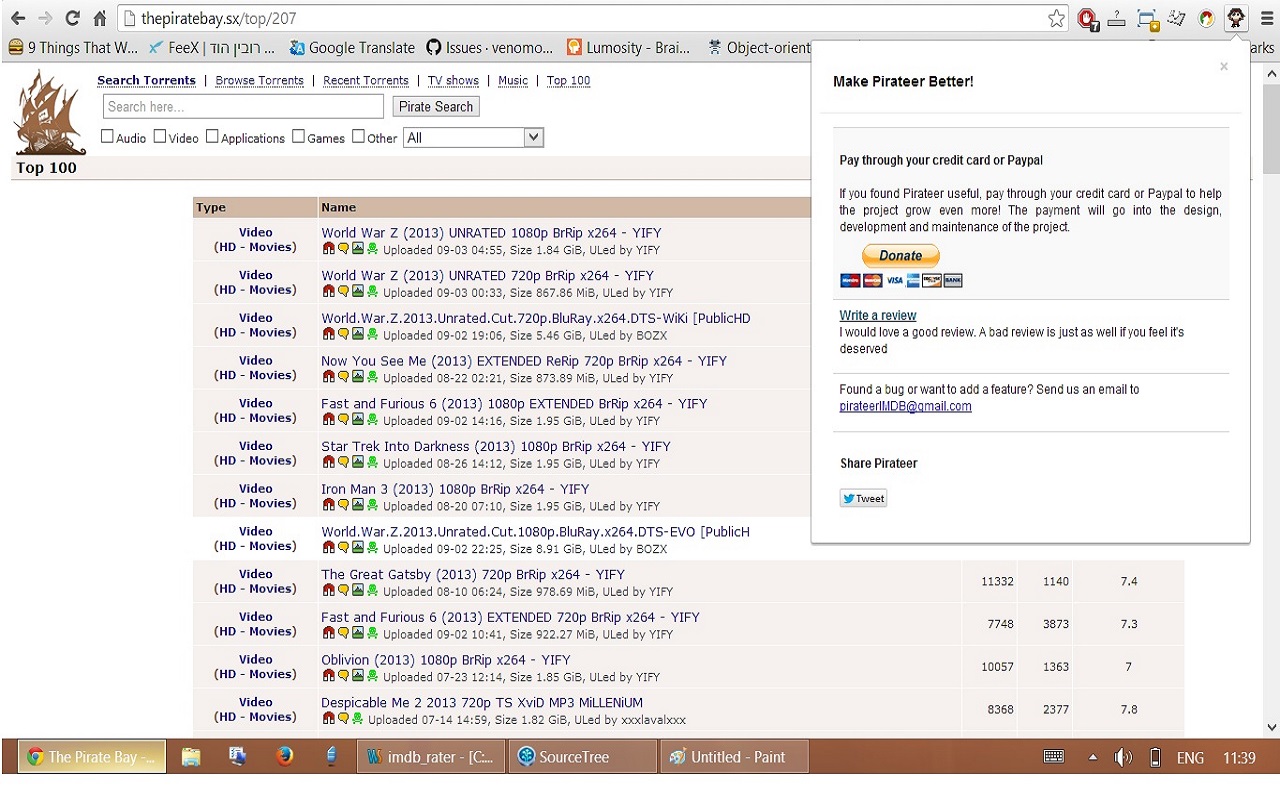 thepiratebay.sx/top/207
7
9 Things That W...
FeeX | רובין הוד ...
Google Translate
Issues · venomo...
Lumosity - Brai...
Object-orient
arks
Search Torrents | Browse Torrents | Recent Torrents | TV shows | Music | Top 100
Search here...
Pirate Search
Audio Video Applications Games Other All
Top 100
Type Name
Video
(HD - Movies)
World War Z (2013) UNRATED 1080p BrRip x264 - YIFY
Uploaded 09-03 04:55, Size 1.84 GiB, ULed by YIFY
Video
(HD - Movies)
World War Z (2013) UNRATED 720p BrRip x264 - YIFY
Uploaded 09-03 00:33, Size 867.86 MiB, ULed by YIFY
Video
(HD - Movies)
World.War.Z.2013.Unrated.Cut.720p.BluRay.x264.DTS-WiKi [PublicHD
Uploaded 09-02 19:06, Size 5.46 GiB, ULed by BOZX
Video
(HD - Movies)
Now You See Me (2013) EXTENDED ReRip 720p BrRip x264 - YIFY
Uploaded 08-22 02:21, Size 873.89 MiB, ULed by YIFY
Video
(HD - Movies)
Fast and Furious 6 (2013) 1080p EXTENDED BrRip x264 - YIFY
Uploaded 09-02 14:16, Size 1.95 GiB, ULed by YIFY
Video
(HD - Movies)
Star Trek Into Darkness (2013) 1080p BrRip x264 - YIFY
Uploaded 08-26 14:12, Size 1.95 GiB, ULed by YIFY
Video
(HD - Movies)
Iron Man 3 (2013) 1080p BrRip x264 - YIFY
Uploaded 08-20 07:10, Size 1.95 GiB, ULed by YIFY
Video
(HD - Movies)
World.War.Z.2013.Unrated.Cut.1080p.BluRay.x264.DTS-EVO [PublicH
Uploaded 09-02 22:25, Size 8.91 GiB, ULed by BOZX
Video
(HD - Movies)
The Great Gatsby (2013) 720p BrRip x264 - YIFY
Uploaded 08-10 06:24, Size 978.69 MiB, ULed by YIFY
11332 1140 7.4
Video
(HD - Movies)
Fast and Furious 6 (2013) EXTENDED 720p BrRip x264 - YIFY
Uploaded 09-02 10:41, Size 922.27 MiB, ULed by YIFY
7748 3873 7.3
Video
(HD - Movies)
Oblivion (2013) 1080p BrRip x264 - YIFY
Uploaded 07-23 12:14, Size 1.85 GiB, ULed by YIFY
10057 1363 7
Video
(HD - Movies)
Despicable Me 2 2013 720p TS XviD MP3 MiLLENiUM
Uploaded 07-14 14:59, Size 1.82 GiB, ULed by xxxlavalxxx
8368 2377 7.8
×
Make Pirateer Better!
Pay through your credit card or Paypal
If you found Pirateer useful, pay through your credit card or Paypal to help
the project grow even more! The payment will go into the design,
development and maintenance of the project.
Donate
VISA BANK
Write a review
I would love a good review. A bad review is just as well if you feel it's
deserved
Found a bug or want to add a feature? Send us an email to
pirateerIMDB@gmail.com
Share Pirateer
Tweet
The Pirate Bay -...
imdb_rater - [C:...
SourceTree
Untitled - Paint
ENG
11:39